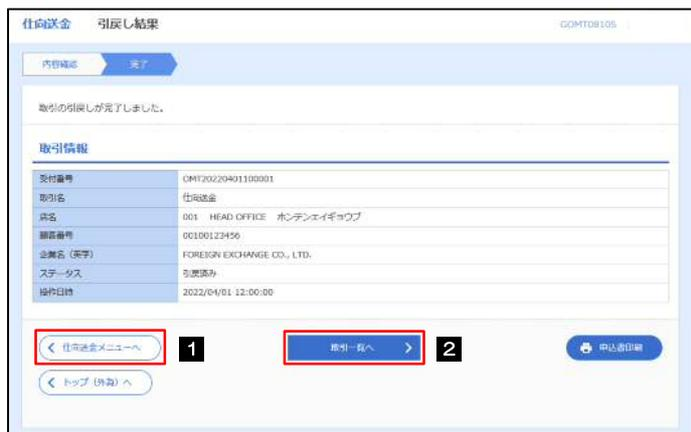 仕向送金 引戻し結果 GOMT08105
内容確認 完了
取引の引戻しが完了しました。
取引情報
受付番号 OMT20220401100001
取引名 仕向送金
店名 001 HEAD OFFICE ホンテンエイギョウブ
顧客番号 00100123456
企業名（英字） FOREIGN EXCHANGE CO., LTD.
ステータス 引戻済み
操作日時 2022/04/01 12:00:00
仕向送金メニューへ 1 取引一覧へ 2 申込書印刷
トップ（外為）へ